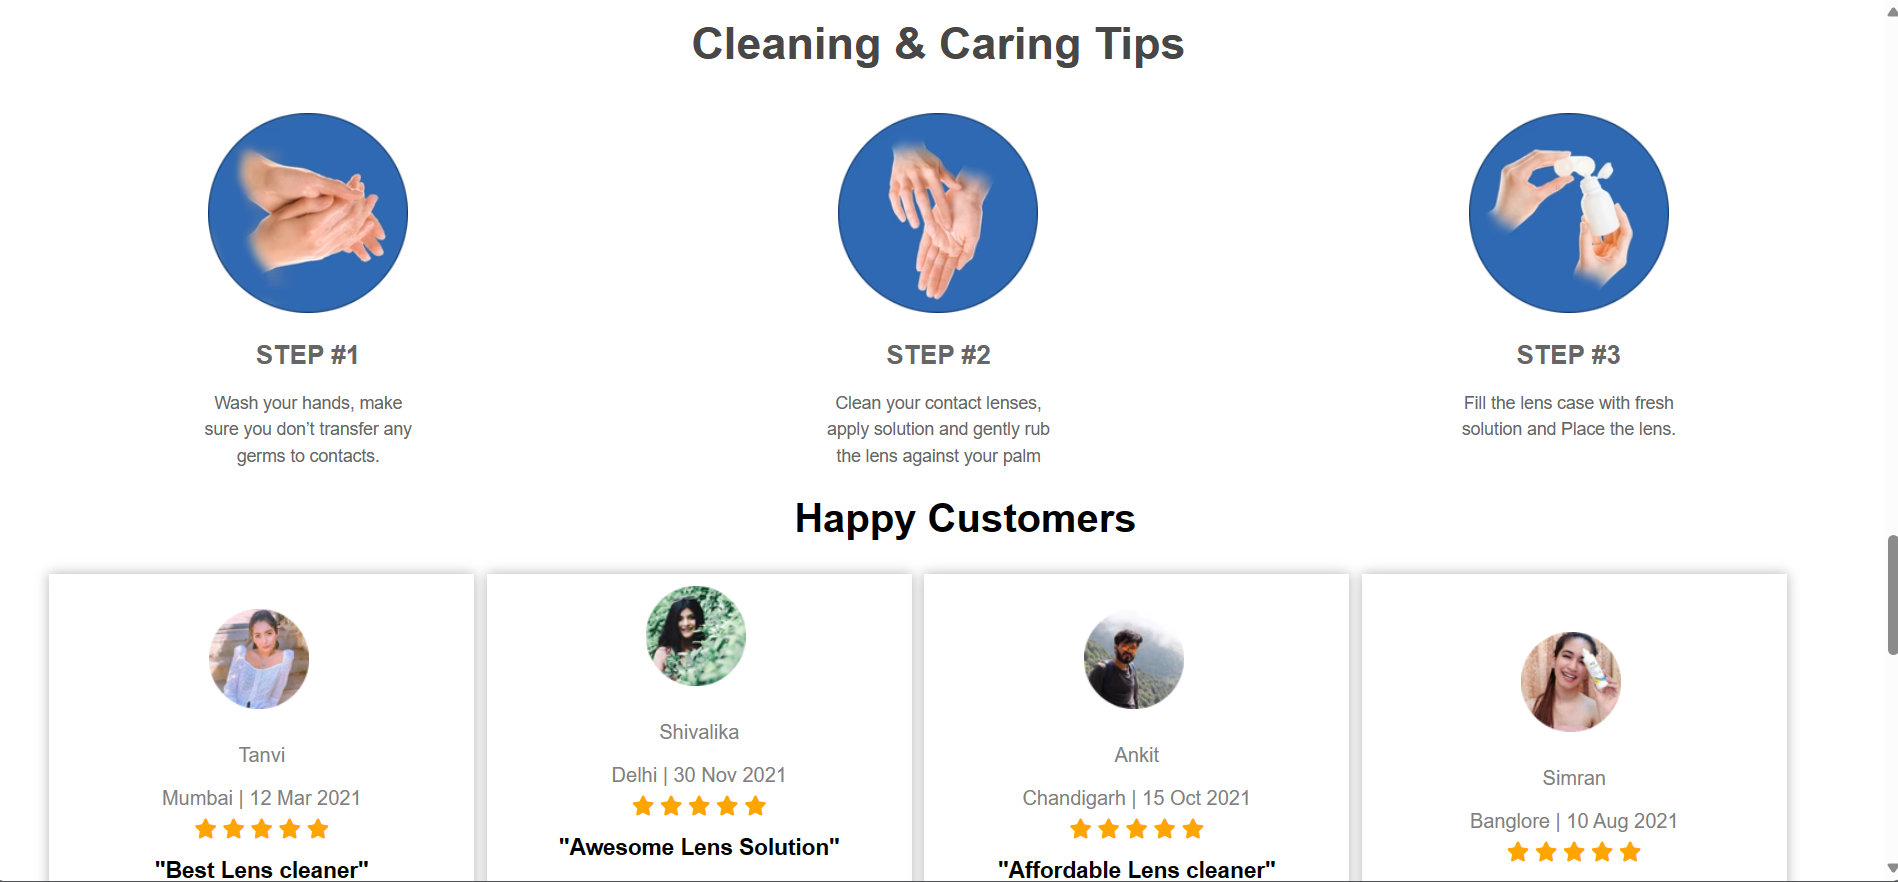 Cleaning & Caring Tips
STEP #1
Wash your hands, make
sure you don’t transfer any
germs to contacts.
STEP #2
Clean your contact lenses,
apply solution and gently rub
the lens against your palm
STEP #3
Fill the lens case with fresh
solution and Place the lens.
Happy Customers
Tanvi
Mumbai | 12 Mar 2021
"Best Lens cleaner"
Shivalika
Delhi | 30 Nov 2021
"Awesome Lens Solution"
Ankit
Chandigarh | 15 Oct 2021
"Affordable Lens cleaner"
Simran
Banglore | 10 Aug 2021